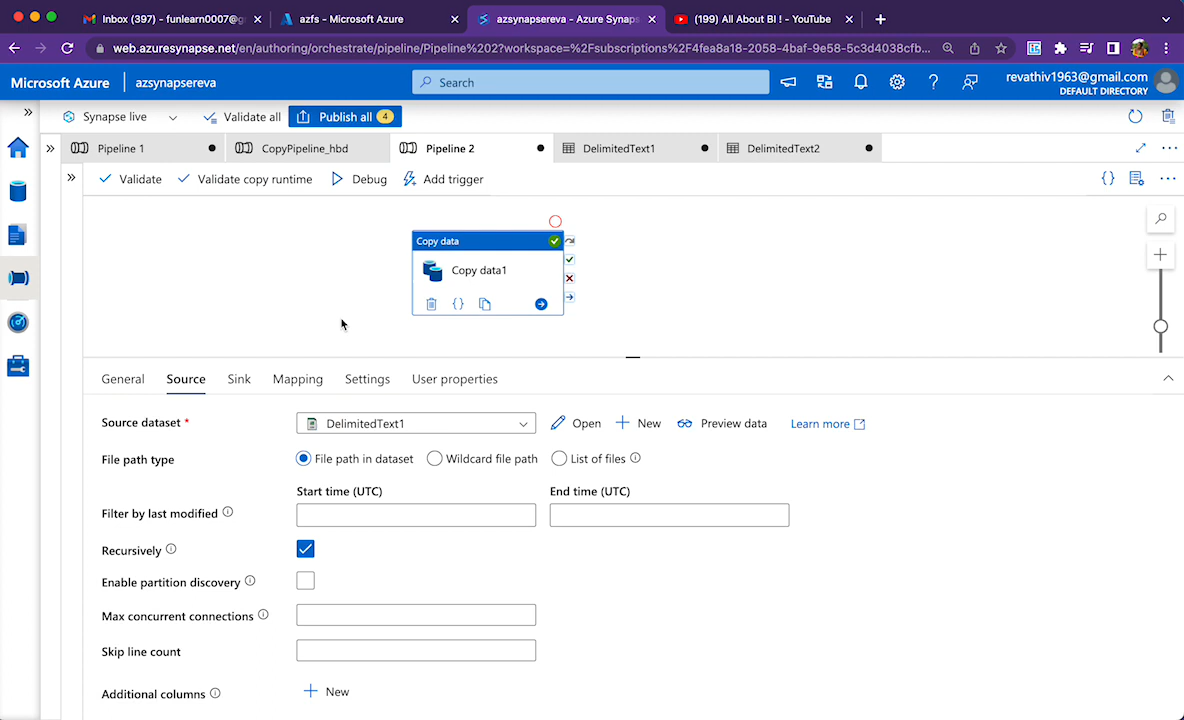 Inbox (397) - funlearn0007@g
azfs - Microsoft Azure
azsynapsereva - Azure Synaps
(199) All About BI ! - YouTube
web.azuresynapse.net/en/authoring/orchestrate/pipeline/Pipeline%202?workspace=%2Fsubscriptions%2F4fea8a18-2058-4baf-9e58-5c3d4038cfb...
Microsoft Azure
azsynapsereva
Search
revathiv1963@gmail.com
DEFAULT DIRECTORY
Synapse live
Validate all
Publish all 4
Pipeline 1
CopyPipeline_hbd
Pipeline 2
DelimitedText1
DelimitedText2
Validate
Validate copy runtime
Debug
Add trigger
Copy data
Copy data1
General
Source
Sink
Mapping
Settings
User properties
Source dataset *
DelimitedText1
Open
New
Preview data
Learn more
File path type
File path in dataset
Wildcard file path
List of files
Start time (UTC)
End time (UTC)
Filter by last modified
Recursively
Enable partition discovery
Max concurrent connections
Skip line count
Additional columns
New